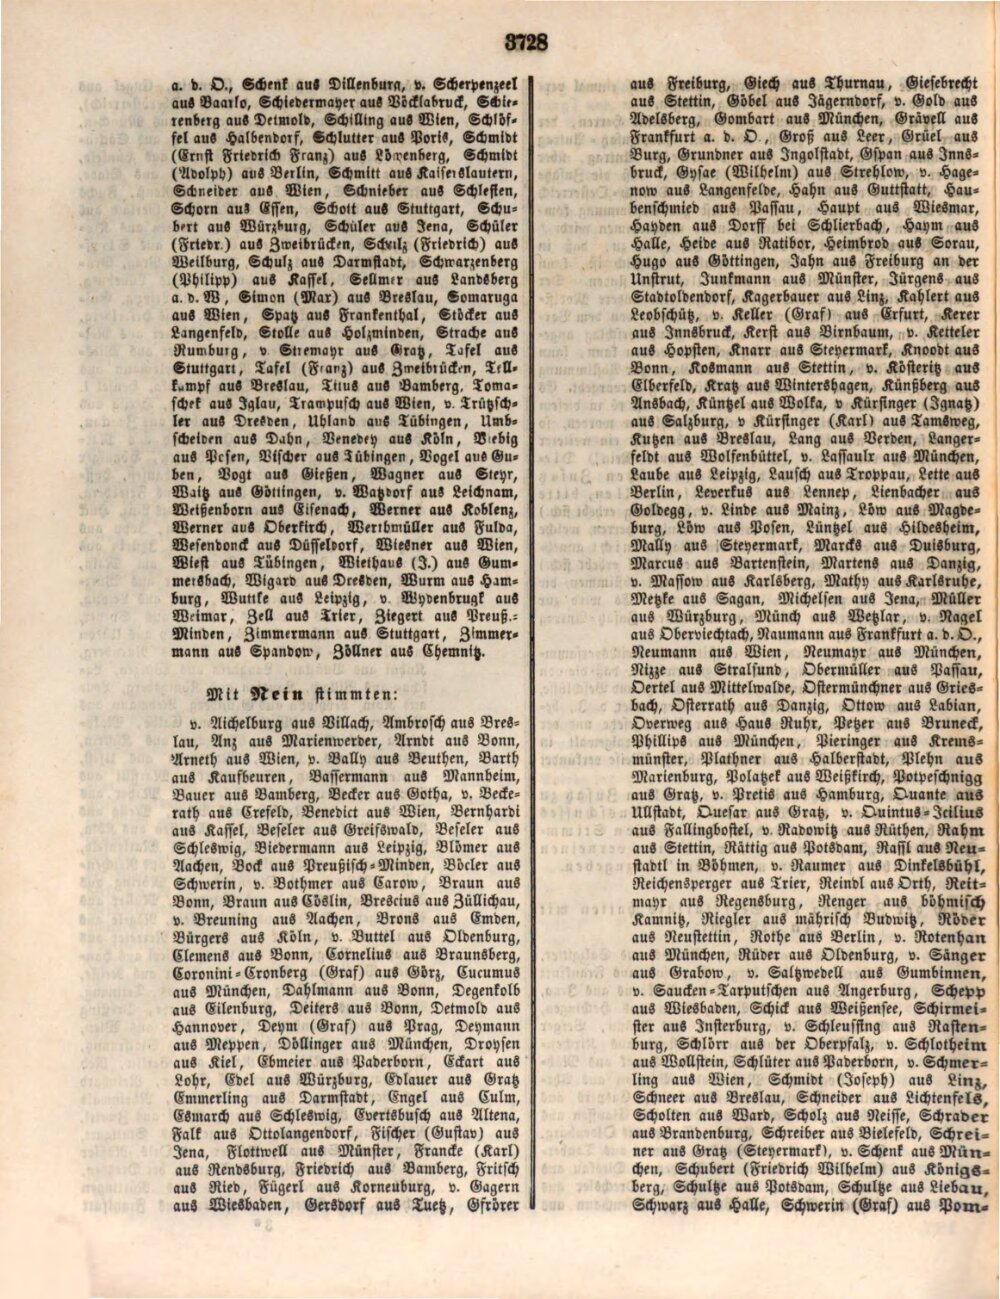 3728
a. d. O., Schenk aus Dillenburg, v. Scherpenzeel
aus Baarlo, Schiedermayer aus Vöcklabruck, Schie-
renberg aus Detmold, Schilling aus Wien, Schlöf-
fel aus Halbendorf, Schlutter aus Poris, Schmidt
(Ernst Friedrich Franz) aus Löwenberg, Schmidt
(Adolph) aus Berlin, Schmitt aus Kaiserslautern,
Schneider aus Wien, Schnieber aus Schlesien,
Schorn aus Essen, Schott aus Stuttgart, Schu-
bert aus Würzburg, Schüler aus Jena, Schüler
(Friedr.) aus Zweibrücken, Schulz (Friedrich) aus
Weilburg, Schulz aus Darmstadt, Schwarzenberg
(Philipp) aus Kassel, Sellmer aus Landsberg
a. d. W, Simon (Max) aus Breslau, Somaruga
aus Wien, Spatz aus Frankenthal, Stöcker aus
Langenfeld, Stolle aus Holzminden, Strache aus
Rumburg, v Stremayr aus Gratz, Tafel aus
Stuttgart, Tafel (Franz) aus Zweibrücken, Tell-
kampf aus Breslau, Titus aus Bamberg, Toma-
schek aus Iglau, Trampusch aus Wien, v. Trützsch-
ler aus Dresden, Uhland aus Tübingen, Umb-
scheiden aus Dahn, Venedey aus Köln, Viebig
aus Posen, Vischer aus Tübingen, Vogel aus Gu-
ben, Vogt aus Gießen, Wagner aus Steyr,
Waitz aus Göttingen, v. Watzdorf aus Leichnam,
Weißenborn aus Eisenach, Werner aus Koblenz,
Werner aus Oberkirch, Werthmüller aus Fulda,
Wesendonck aus Düsseldorf, Wiesner aus Wien,
Wiest aus Tübingen, Wiethaus (J.) aus Gum-
mersbach, Wigard aus Dresden, Wurm aus Ham-
burg, Wuttke aus Leipzig, v. Wydenbrugk aus
Weimar, Zell aus Trier, Ziegert aus Preuß.-
Minden, Zimmermann aus Stuttgart, Zimmer-
mann aus Spandow, Zöllner aus Chemnitz.
Mit Nein stimmten:
v. Aichelburg aus Villach, Ambrosch aus Bres-
lau, Anz aus Marienwerder, Arndt aus Bonn,
Arneth aus Wien, v. Bally aus Beuthen, Barth
aus Kaufbeuren, Bassermann aus Mannheim,
Bauer aus Bamberg, Becker aus Gotha, v. Becke-
rath aus Crefeld, Benedict aus Wien, Bernhardi
aus Kassel, Beseler aus Greifswald, Beseler aus
Schleswig, Biedermann aus Leipzig, Blömer aus
Aachen, Bock aus Preußisch-Minden, Böcler aus
Schwerin, v. Bothmer aus Carow, Braun aus
Bonn, Braun aus Cöslin, Brescius aus Züllichau,
v. Breuning aus Aachen, Brons aus Emden,
Bürgers aus Köln, v. Buttel aus Oldenburg,
Clemens aus Bonn, Cornelius aus Braunsberg,
Coronini-Cronberg (Graf) aus Görz, Cucumus
aus München, Dahlmann aus Bonn, Degenkolb
aus Eilenburg, Deiters aus Bonn, Detmold aus
Hannover, Deym (Graf) aus Prag, Deymann
aus Meppen, Döllinger aus München, Droysen
aus Kiel, Ebmeier aus Paderborn, Eckart aus
Lohr, Edel aus Würzburg, Edlauer aus Gratz
Emmerling aus Darmstadt, Engel aus Culm,
Esmarch aus Schleswig, Evertsbusch aus Altena,
Falk aus Ottolangendorf, Fischer (Gustav) aus
Jena, Flottwell aus Münster, Francke (Karl)
aus Rendsburg, Friedrich aus Bamberg, Fritsch
aus Ried, Fügerl aus Korneuburg, v. Gagern
aus Wiesbaden, Gersdorf aus Tuetz, Gfrörer
aus Freiburg, Giech aus Thurnau, Giesebrecht
aus Stettin, Göbel aus Jägerndorf, v. Gold aus
Adelsberg, Gombart aus München, Grävell aus
Frankfurt a. d. O., Groß aus Leer, Grüel aus
Burg, Grundner aus Ingolstadt, Gspan aus Inns-
bruck, Gysae (Wilhelm) aus Strehlow, v. Hage-
now aus Langenfelde, Hahn aus Guttstatt, Hau-
benschmied aus Passau, Haupt aus Wiesmar,
Hayden aus Dorff bei Schlierbach, Haym aus
Halle, Heide aus Ratibor, Heimbrod aus Sorau,
Hugo aus Göttingen, Jahn aus Freiburg an der
Unstrut, Junkmann aus Münster, Jürgens aus
Stadtoldendorf, Kagerbauer aus Linz, Kahlert aus
Leobschütz, v. Keller (Graf) aus Erfurt, Kerer
aus Innsbruck, Kerst aus Birnbaum, v. Ketteler
aus Hopsten, Knarr aus Steyermark, Knoodt aus
Bonn, Kosmann aus Stettin, v. Kösteritz aus
Elberfeld, Kratz aus Wintershagen, Künßberg aus
Ansbach, Küntzel aus Wolka, v Kürsinger (Ignatz)
aus Salzburg, v Kürsinger (Karl) aus Tamsweg,
Kutzen aus Breslau, Lang aus Verden, Langer-
feldt aus Wolfenbüttel, v. Lassaulx aus München,
Laube aus Leipzig, Lausch aus Troppau, Lette aus
Berlin, Leverkus aus Lennep, Lienbacher aus
Goldegg, v. Linde aus Mainz, Löw aus Magde-
burg, Löw aus Posen, Lüntzel aus Hildesheim,
Mally aus Steyermark, Marcks aus Duisburg,
Marcus aus Bartenstein, Martens aus Danzig,
v. Massow aus Karlsberg, Mathy aus Karlsruhe,
Metzke aus Sagan, Michelsen aus Jena, Müller
aus Würzburg, Münch aus Wetzlar, v. Nagel
aus Oberviechtach, Naumann aus Frankfurt a. d. O.,
Neumann aus Wien, Neumayr aus München,
Nizze aus Stralsund, Obermüller aus Passau,
Oertel aus Mittelwalde, Ostermünchner aus Gries-
bach, Osterrath aus Danzig, Ottow aus Labian,
Overweg aus Haus Ruhr, Petzer aus Bruneck,
Phillips aus München, Pieringer aus Krems-
münster, Plathner aus Halberstadt, Plehn aus
Marienburg, Polatzek aus Weißkirch, Potpeschnigg
aus Gratz, v. Pretis aus Hamburg, Quante aus
Ullstadt, Quesar aus Gratz, v. Quintus-Icilius
aus Fallingbostel, v. Radowitz aus Rüthen, Rahm
aus Stettin, Rättig aus Potsdam, Rassl aus Neu-
stadtl in Böhmen, v. Raumer aus Dinkelsbühl,
Reichensperger aus Trier, Reindl aus Orth, Reit-
mayr aus Regensburg, Renger aus böhmisch
Kamnitz, Riegler aus mährisch Budwitz, Röder
aus Neustettin, Rothe aus Berlin, v. Rotenhan
aus München, Rüder aus Oldenburg, v. Sänger
aus Grabow, v. Saltzwedell aus Gumbinnen,
v. Saucken-Tarputschen aus Angerburg, Schepp
aus Wiesbaden, Schick aus Weißensee, Schirmei-
ster aus Insterburg, v. Schleussing aus Rasten-
burg, Schlörr aus der Oberpfalz, v. Schlotheim
aus Wollstein, Schlüter aus Paderborn, v. Schmer-
ling aus Wien, Schmidt (Joseph) aus Linz,
Schneer aus Breslau, Schneider aus Lichtenfels,
Scholten aus Ward, Scholz aus Neisse, Schrader
aus Brandenburg, Schreiber aus Bielefeld, Schrei-
ner aus Gratz (Steyermark), v. Schenk aus Mün-
chen, Schubert (Friedrich Wilhelm) aus Königs-
berg, Schultze aus Potsdam, Schultze aus Liebau,
Schwarz aus Halle, Schwerin (Graf) aus Pom-